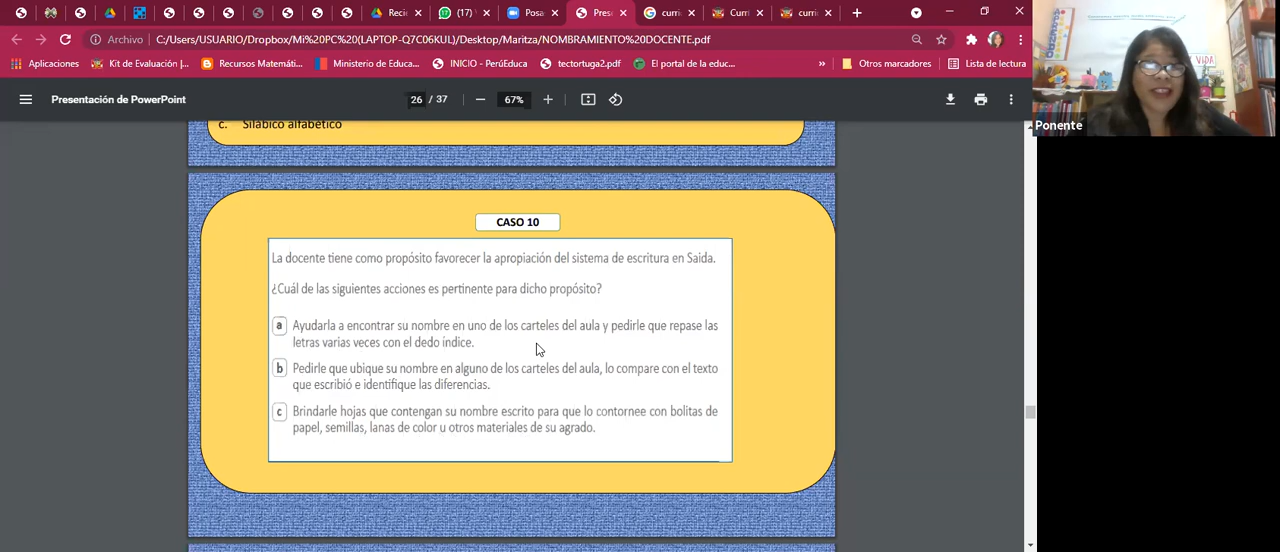 Recie
(17)
Posa
Pres
curri
Curri
curri
Archivo C:/Users/USUARIO/Dropbox/Mi%20PC%20(LAPTOP-Q7C06KUL)/Desktop/Maritza/NOMBRAMIENTO%20DOCENTE.pdf
Aplicaciones Kit de Evaluación |... Recursos Matemáti... Ministerio de Educa... INICIO - PerúEduca tectortuga2.pdf El portal de la educ... » Otros marcadores Lista de lectura
Presentación de PowerPoint 26 / 37 67%
Ponente
c. Silábico alfabético
CASO 10
La docente tiene como propósito favorecer la apropiación del sistema de escritura en Saida.
¿Cuál de las siguientes acciones es pertinente para dicho propósito?
a Ayudarla a encontrar su nombre en uno de los carteles del aula y pedirle que repase las
letras varias veces con el dedo índice.
b Pedirle que ubique su nombre en alguno de los carteles del aula, lo compare con el texto
que escribió e identifique las diferencias.
c Brindarle hojas que contengan su nombre escrito para que lo contornee con bolitas de
papel, semillas, lanas de color u otros materiales de su agrado.